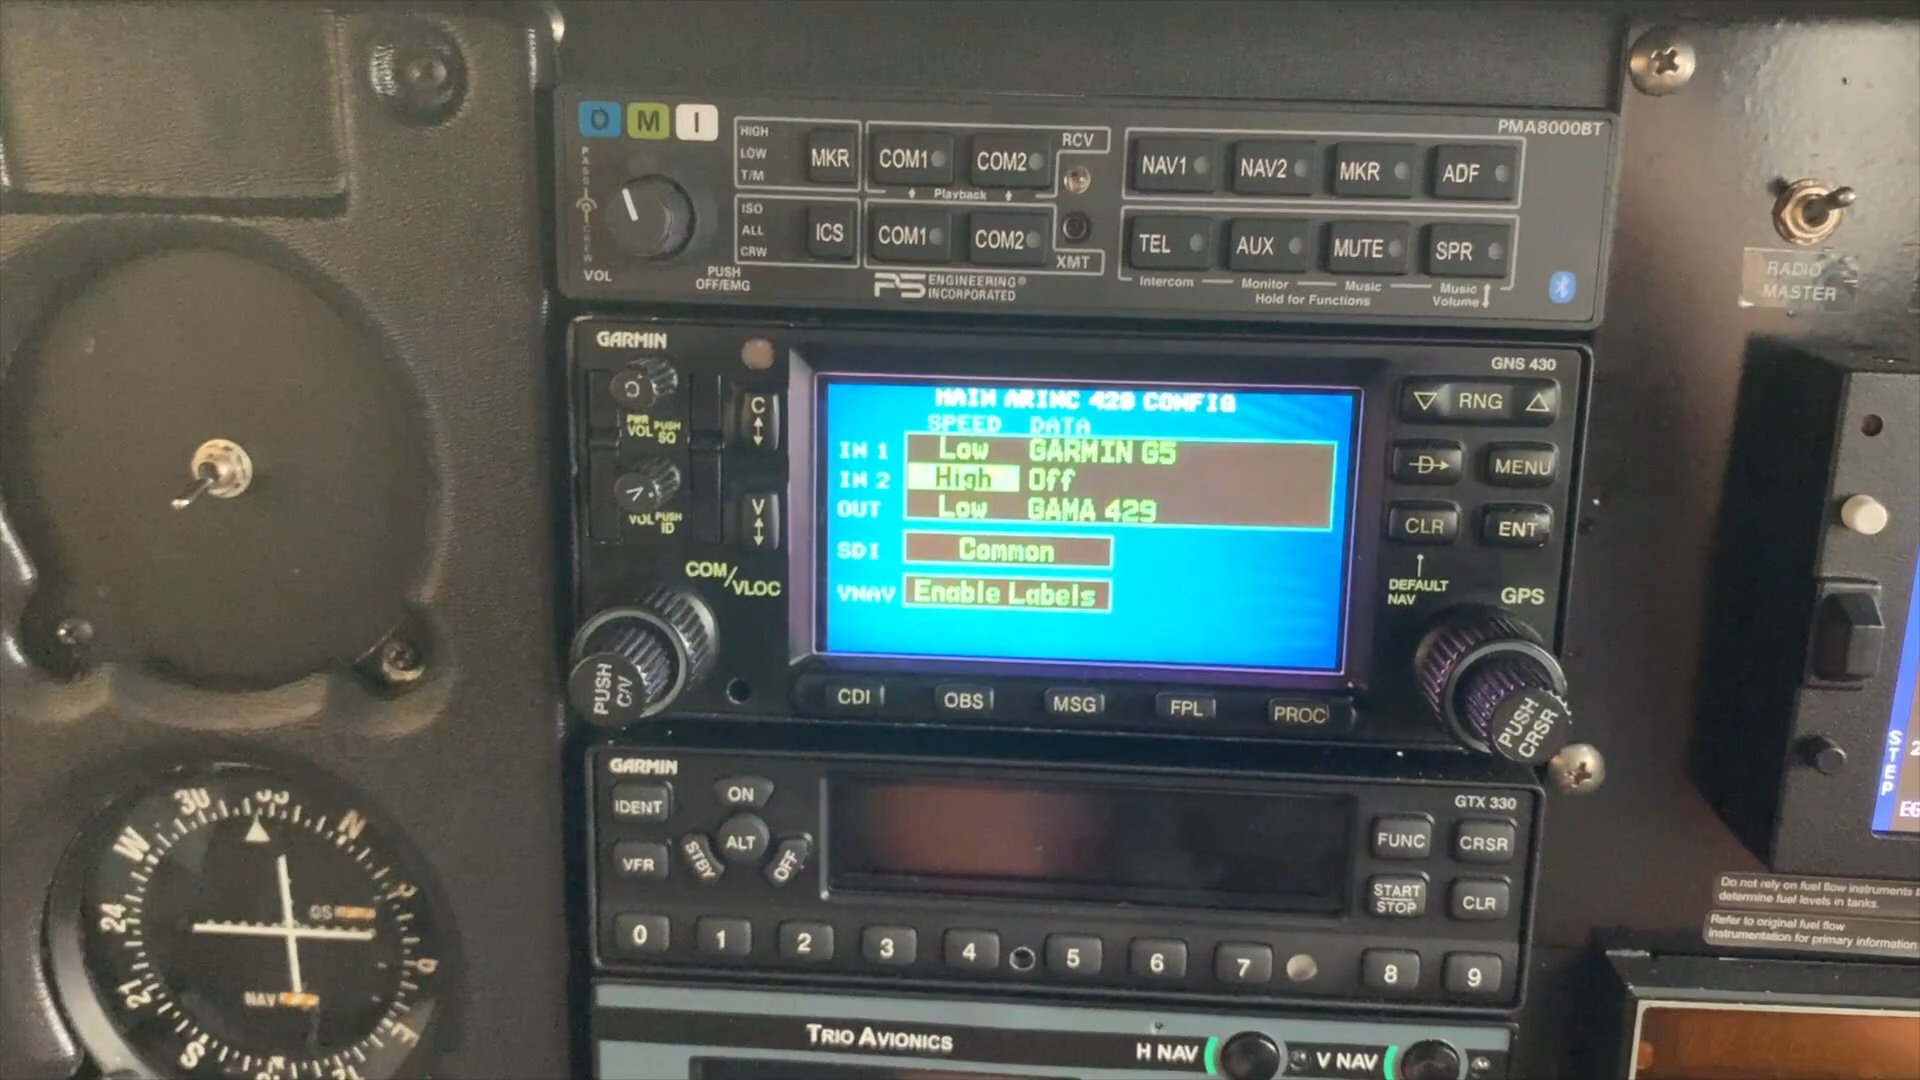 O M I
PMA8000BT
HIGH
LOW
T/M
MKR
COM1 COM2
RCV
NAV1 NAV2 MKR ADF
Playback
ISO
ALL
CRW
ICS
COM1 COM2
XMT
TEL AUX MUTE SPR
VOL
PUSH
OFF/EMG
PS ENGINEERING®
INCORPORATED
Intercom Monitor Music Music
Volume
Hold for Functions
RADIO
MASTER
GARMIN
GNS 430
PWR
VOL PUSH
SQ
C
VOL PUSH
ID
V
COM/VLOC
PUSH
C/V
MAIN ARINC 429 CONFIG
SPEED DATA
IN 1 Low GARMIN G5
IN 2 High Off
OUT Low GAMA 429
SDI Common
VNAV Enable Labels
RNG
D MENU
CLR ENT
DEFAULT
NAV
GPS
PUSH
CRSR
CDI OBS MSG FPL PROC
GARMIN
GTX 330
IDENT
ON
ALT
VFR
STBY
OFF
FUNC CRSR
START
STOP
CLR
0 1 2 3 4 5 6 7 8 9
TRIO AVIONICS
H NAV V NAV
30 33 N
W
24
21
S
E
GS
NAV
STEP
Do not rely on fuel flow instruments
determine fuel levels in tanks.
Refer to original fuel flow
instrumentation for primary information